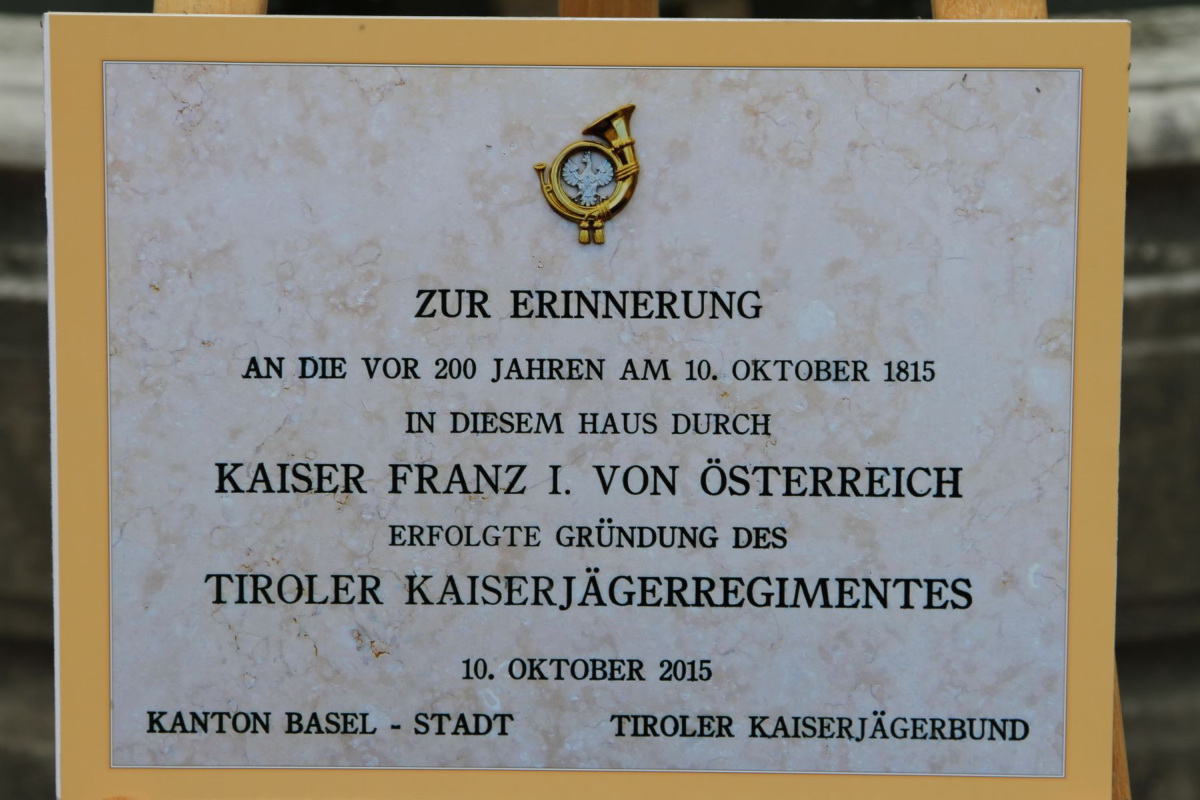 ZUR ERINNERUNG
AN DIE VOR 200 JAHREN AM 10. OKTOBER 1815
IN DIESEM HAUS DURCH
KAISER FRANZ I. VON ÖSTERREICH
ERFOLGTE GRÜNDUNG DES
TIROLER KAISERJÄGERREGIMENTES
10. OKTOBER 2015
KANTON BASEL - STADT TIROLER KAISERJÄGERBUND